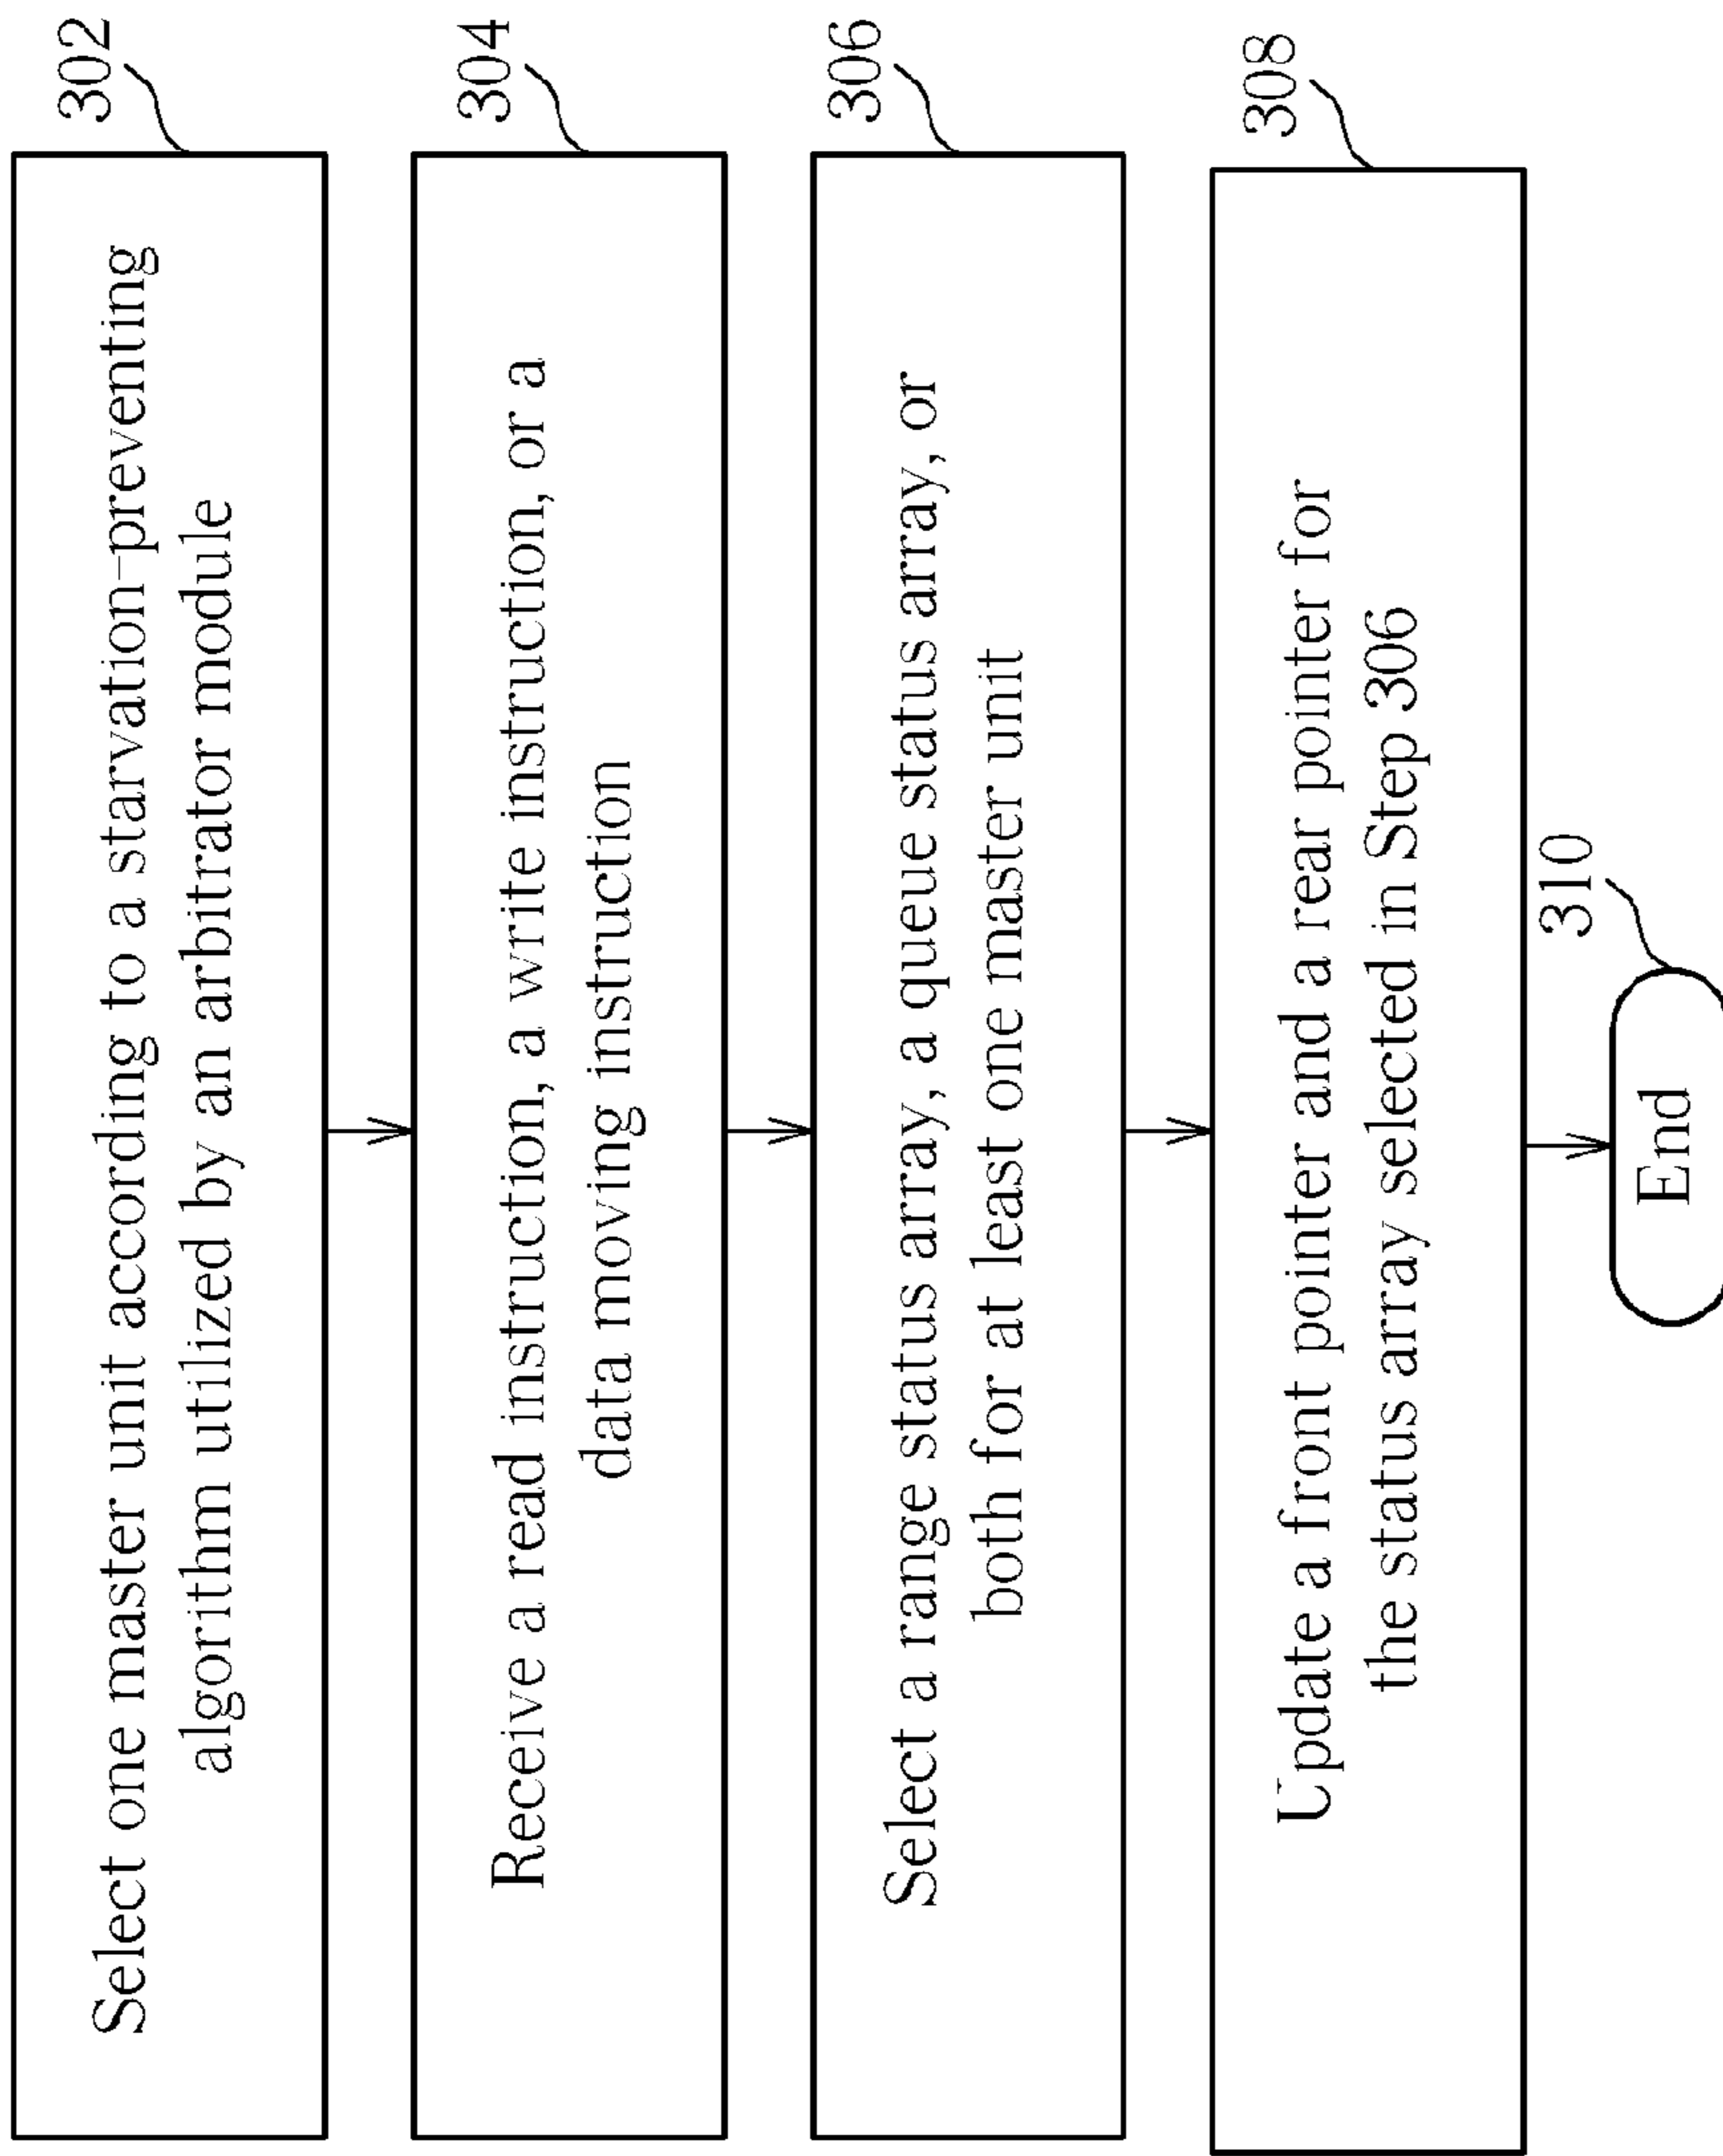 302
Select one master unit according to a starvation-preventing
algorithm utilized by an arbitrator module
304
Receive a read instruction, a write instruction, or a
data moving instruction
306
Select a range status array, a queue status array, or
both for at least one master unit
308
Update a front pointer and a rear pointer for
the status array selected in Step 306
310
End